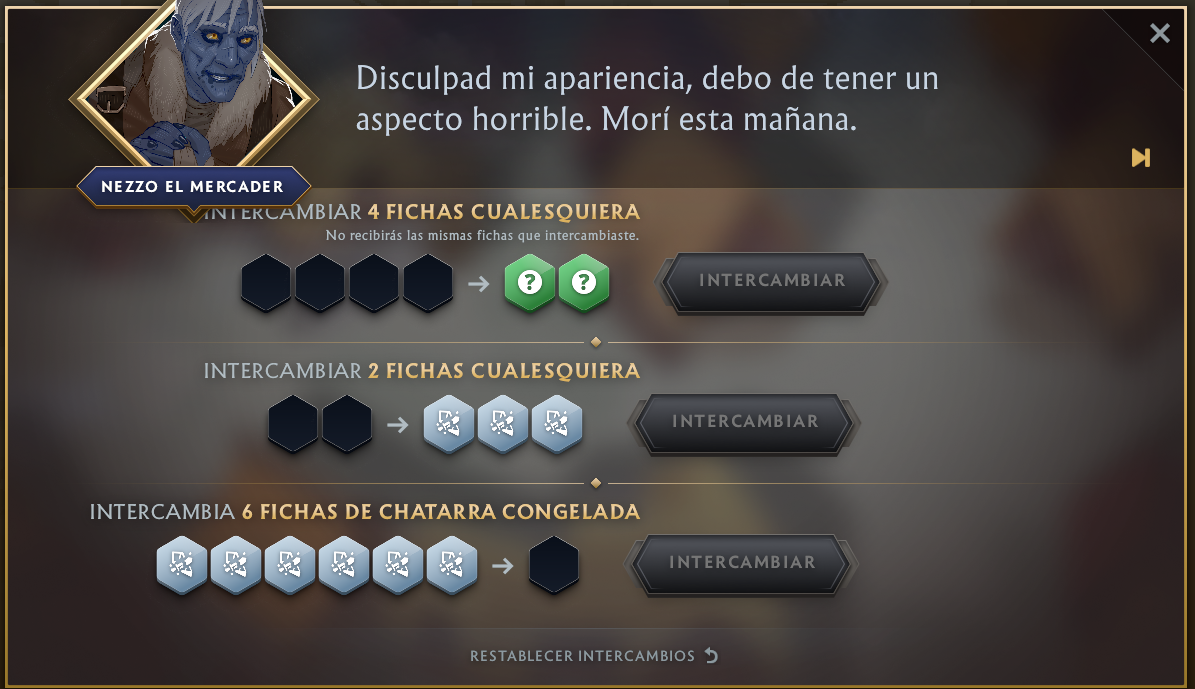 Disculpad mi apariencia, debo de tener un
aspecto horrible. Morí esta mañana.
NEZZO EL MERCADER
INTERCAMBIAR 4 FICHAS CUALESQUIERA
No recibirás las mismas fichas que intercambiaste.
? ?
INTERCAMBIAR
INTERCAMBIAR 2 FICHAS CUALESQUIERA
INTERCAMBIAR
INTERCAMBIA 6 FICHAS DE CHATARRA CONGELADA
INTERCAMBIAR
RESTABLECER INTERCAMBIOS